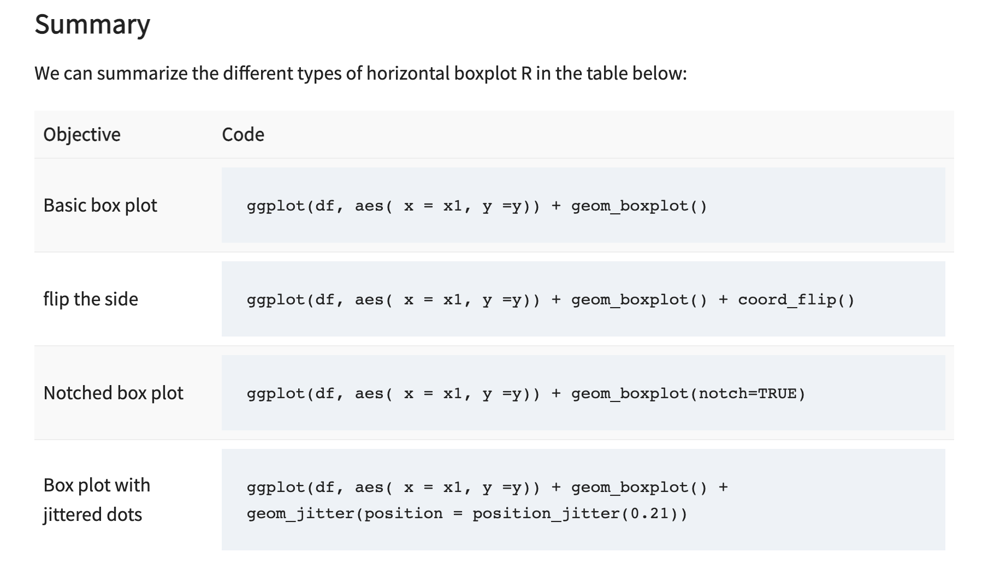 Summary
We can summarize the different types of horizontal boxplot R in the table below:
Objective Code
Basic box plot ggplot(df, aes( x = x1, y =y)) + geom_boxplot()
flip the side ggplot(df, aes( x = x1, y =y)) + geom_boxplot() + coord_flip()
Notched box plot ggplot(df, aes( x = x1, y =y)) + geom_boxplot(notch=TRUE)
Box plot with
jittered dots
ggplot(df, aes( x = x1, y =y)) + geom_boxplot() +
geom_jitter(position = position_jitter(0.21))